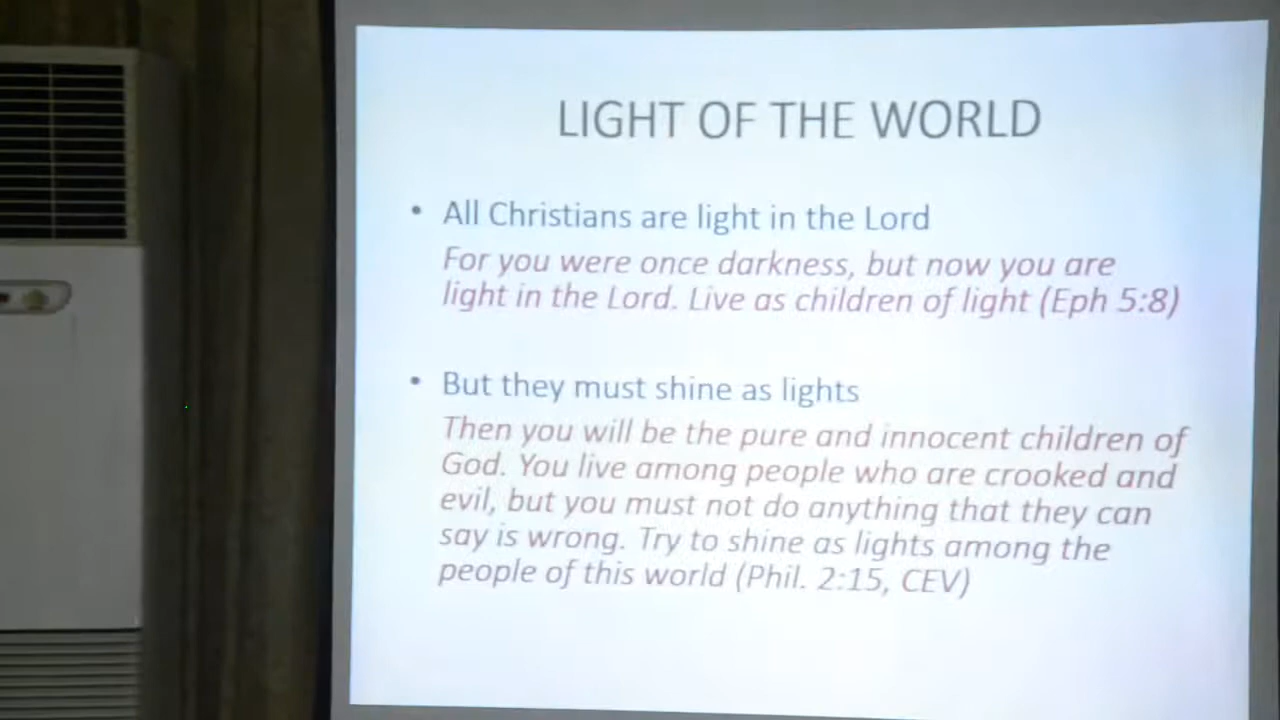 LIGHT OF THE WORLD
• All Christians are light in the Lord
For you were once darkness, but now you are
light in the Lord. Live as children of light (Eph 5:8)
• But they must shine as lights
Then you will be the pure and innocent children of
God. You live among people who are crooked and
evil, but you must not do anything that they can
say is wrong. Try to shine as lights among the
people of this world (Phil. 2:15, CEV)